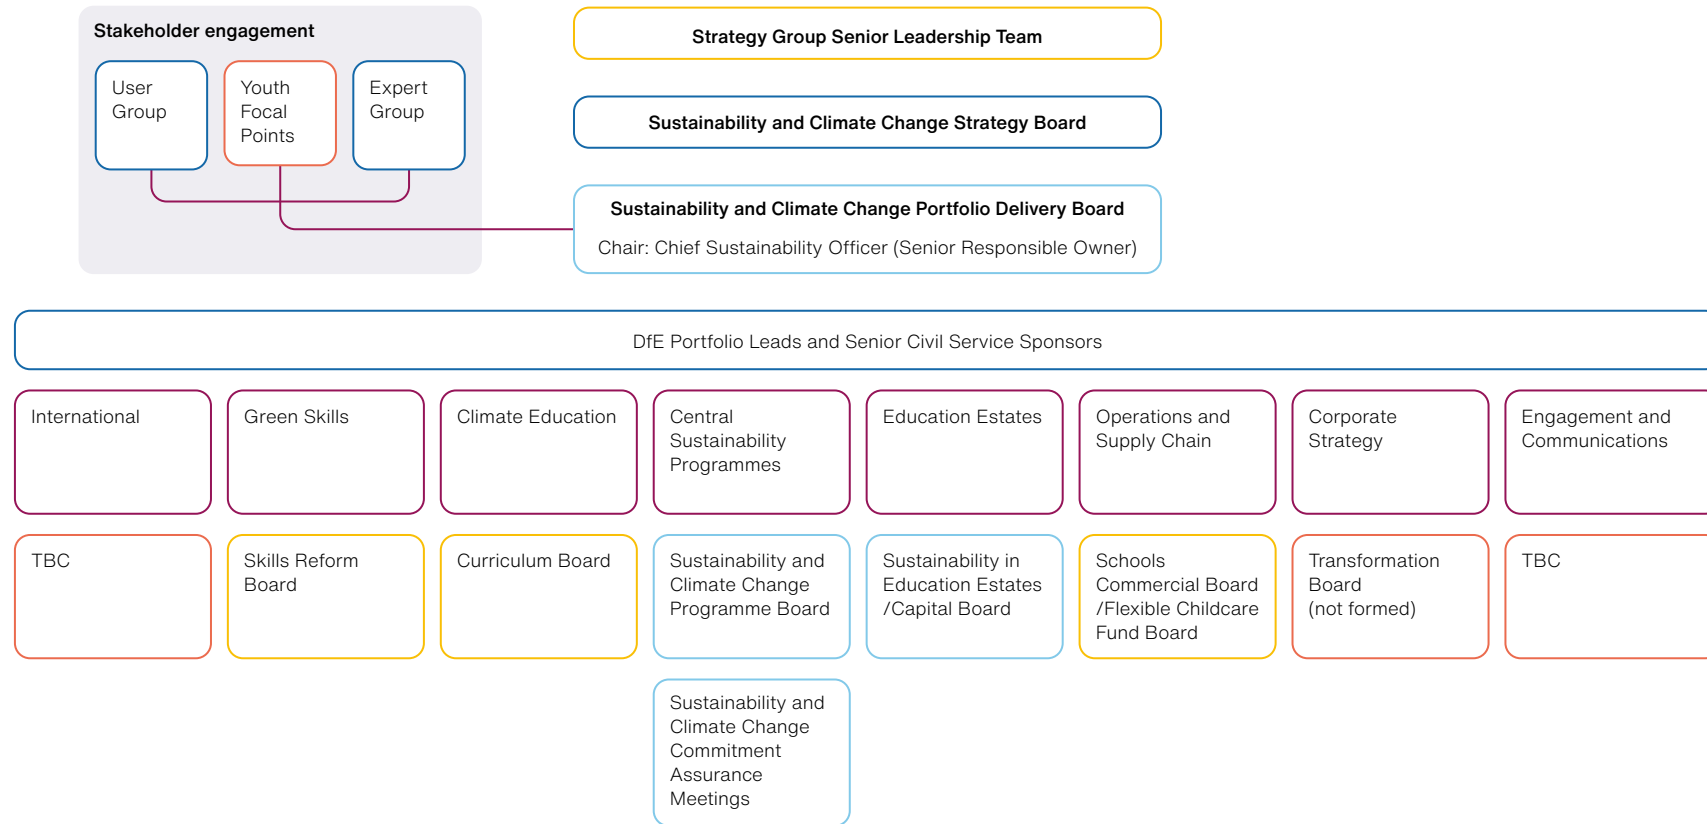 Stakeholder engagement
User
Group
Youth
Focal
Points
Expert
Group
Strategy Group Senior Leadership Team
Sustainability and Climate Change Strategy Board
Sustainability and Climate Change Portfolio Delivery Board
Chair: Chief Sustainability Officer (Senior Responsible Owner)
DfE Portfolio Leads and Senior Civil Service Sponsors
International
Green Skills
Climate Education
Central
Sustainability
Programmes
Education Estates
Operations and
Supply Chain
Corporate
Strategy
Engagement and
Communications
TBC
Skills Reform
Board
Curriculum Board
Sustainability and
Climate Change
Programme Board
Sustainability in
Education Estates
/Capital Board
Schools
Commercial Board
/Flexible Childcare
Fund Board
Transformation
Board
(not formed)
TBC
Sustainability and
Climate Change
Commitment
Assurance
Meetings